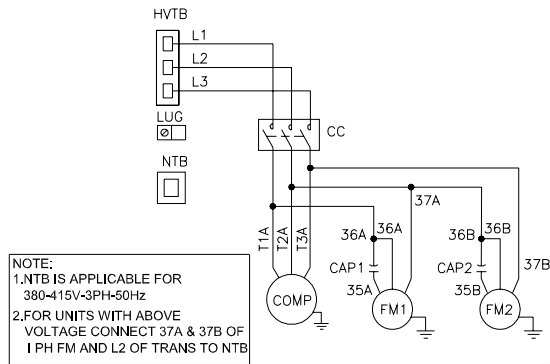 HVTB
L1
L2
L3
LUG
CC
NTB
37A
T1A
T2A
T3A
36A
36A
36B
36B
37B
CAP1
CAP2
35A
35B
COMP
FM1
FM2
NOTE:
1.NTB IS APPLICABLE FOR
380-415V-3PH-50Hz
2.FOR UNITS WITH ABOVE
VOLTAGE CONNECT 37A & 37B OF
I PH FM AND L2 OF TRANS TO NTB